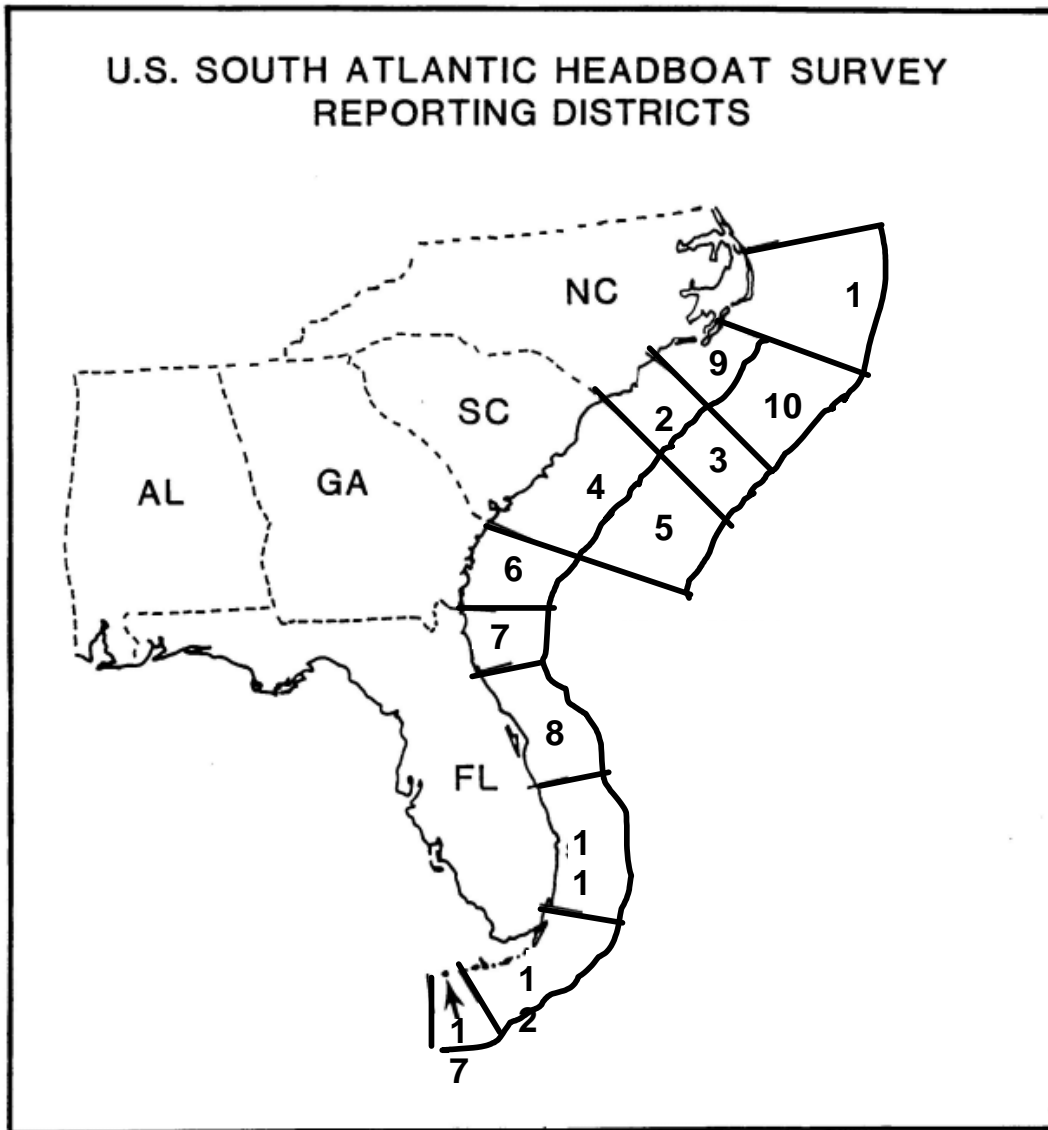 U.S. SOUTH ATLANTIC HEADBOAT SURVEY
REPORTING DISTRICTS
NC
1
9
10
SC
2
3
AL
GA
4
5
6
7
8
FL
1
1
1
2
1
7